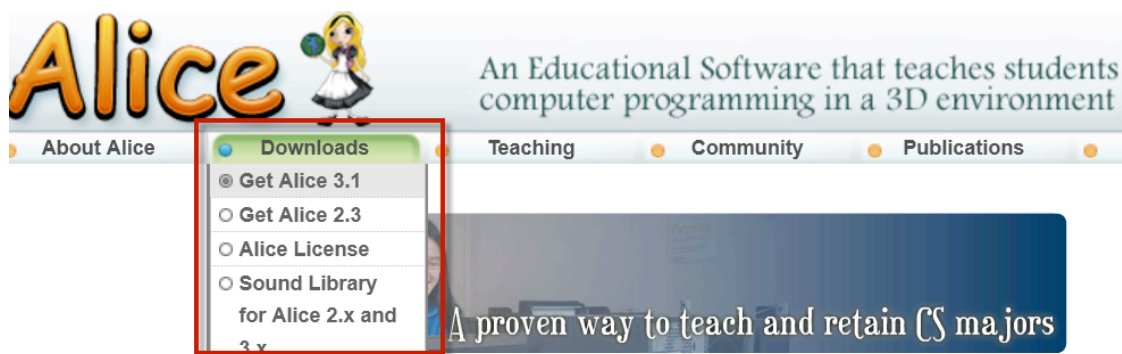 Alice
An Educational Software that teaches students
computer programming in a 3D environment
About Alice Downloads Teaching Community Publications
Get Alice 3.1
Get Alice 2.3
Alice License
Sound Library
for Alice 2.x and
3.x
A proven way to teach and retain CS majors